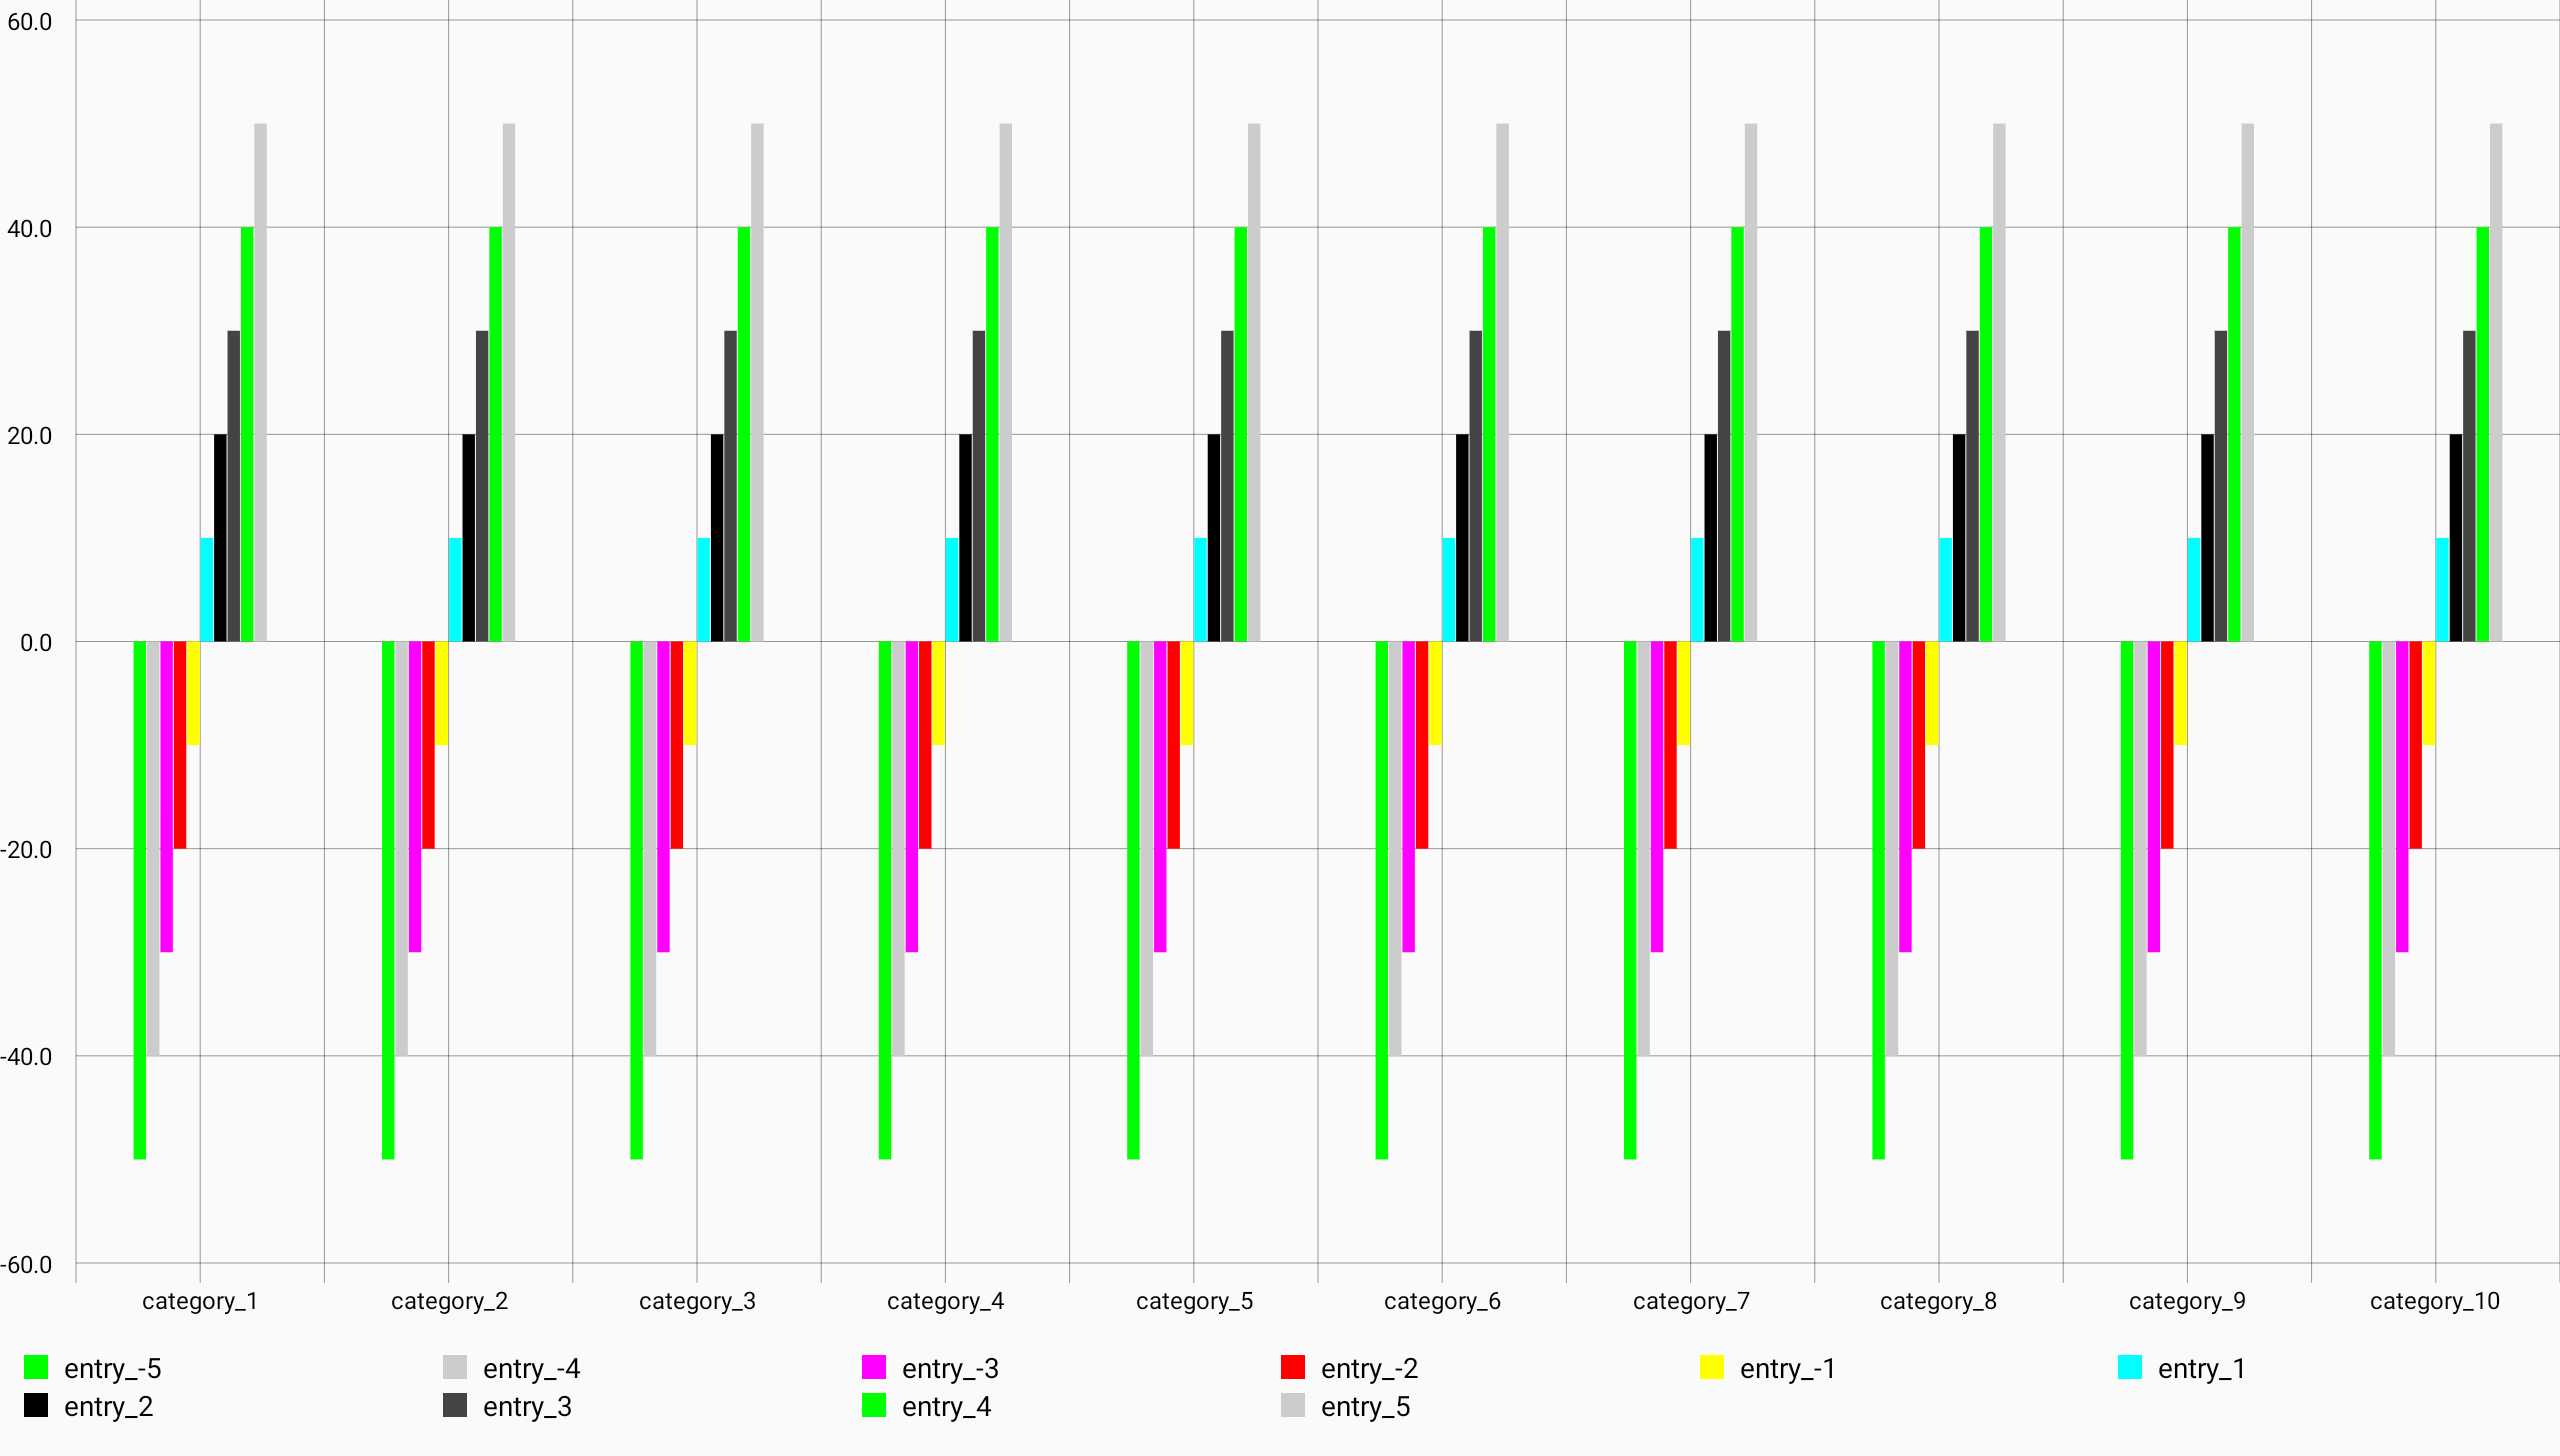 60.0
40.0
20.0
0.0
-20.0
-40.0
-60.0
category_1 category_2 category_3 category_4 category_5 category_6 category_7 category_8 category_9 category_10
entry_-5 entry_-4 entry_-3 entry_-2 entry_-1 entry_1
entry_2 entry_3 entry_4 entry_5